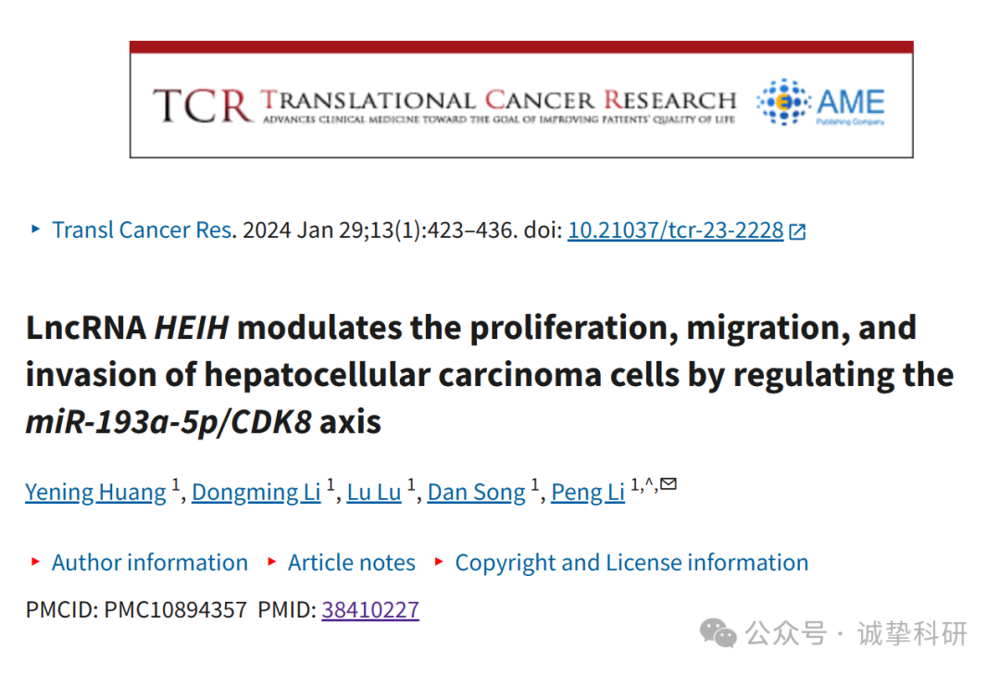 TCR TRANSLATIONAL CANCER RESEARCH
ADVANCES CLINICAL MEDICINE TOWARD THE GOAL OF IMPROVING PATIENTS' QUALITY OF LIFE
AME
Publishing Company
Transl Cancer Res. 2024 Jan 29;13(1):423–436. doi: 10.21037/tcr-23-2228
LncRNA HEIH modulates the proliferation, migration, and
invasion of hepatocellular carcinoma cells by regulating the
miR-193a-5p/CDK8 axis
Yening Huang 1, Dongming Li 1, Lu Lu 1, Dan Song 1, Peng Li 1,^,✉
Author information Article notes Copyright and License information
PMCID: PMC10894357 PMID: 38410227
公众号 · 诚挚科研